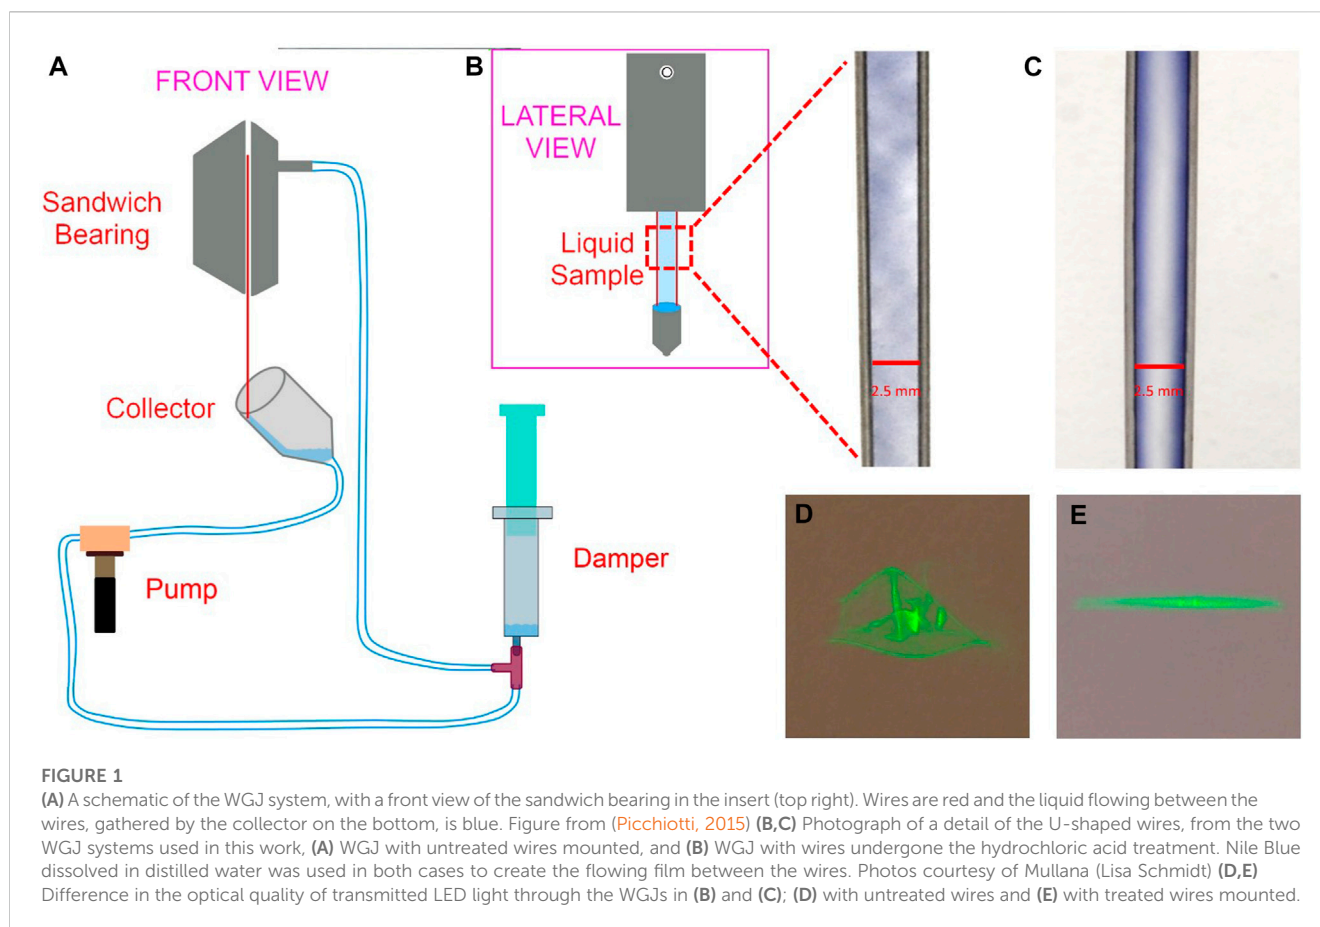 A
FRONT VIEW
Sandwich
Bearing
Collector
Pump
Damper
B
LATERAL
VIEW
Liquid
Sample
2.5 mm
C
2.5 mm
D
E
FIGURE 1
(A) A schematic of the WGJ system, with a front view of the sandwich bearing in the insert (top right). Wires are red and the liquid flowing between the
wires, gathered by the collector on the bottom, is blue. Figure from (Picchiotti, 2015) (B,C) Photograph of a detail of the U-shaped wires, from the two
WGJ systems used in this work, (A) WGJ with untreated wires mounted, and (B) WGJ with wires undergone the hydrochloric acid treatment. Nile Blue
dissolved in distilled water was used in both cases to create the flowing film between the wires. Photos courtesy of Mullana (Lisa Schmidt) (D,E)
Difference in the optical quality of transmitted LED light through the WGJs in (B) and (C); (D) with untreated wires and (E) with treated wires mounted.